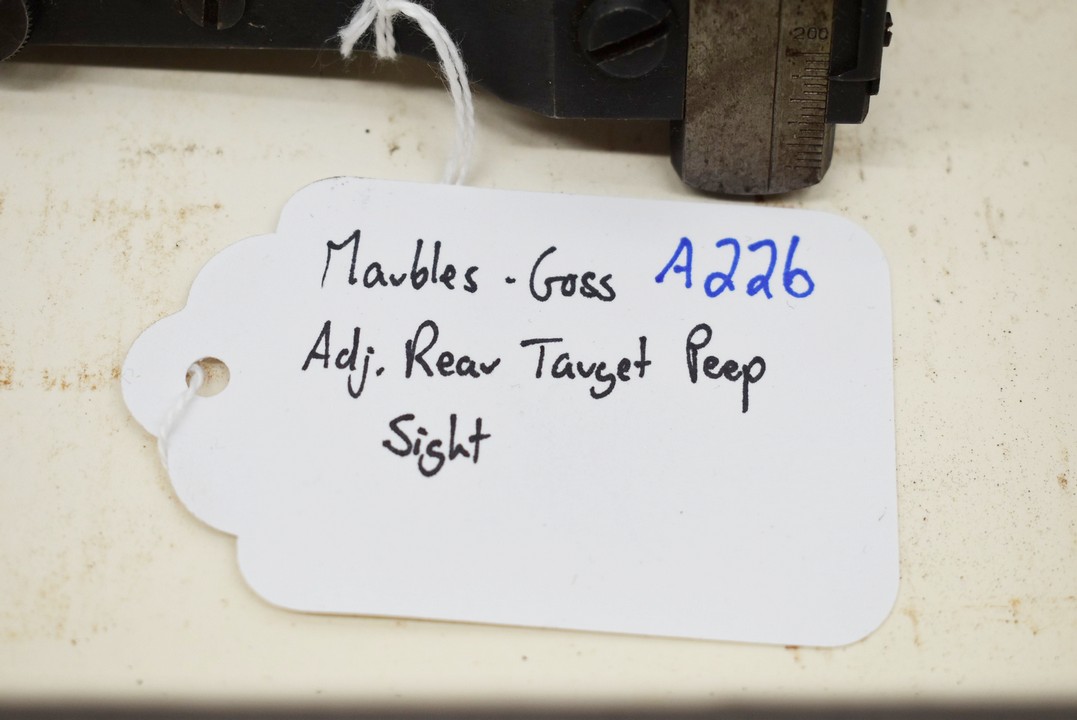 200
Marbles - Goss A226
Adj. Rear Target Peep
Sight